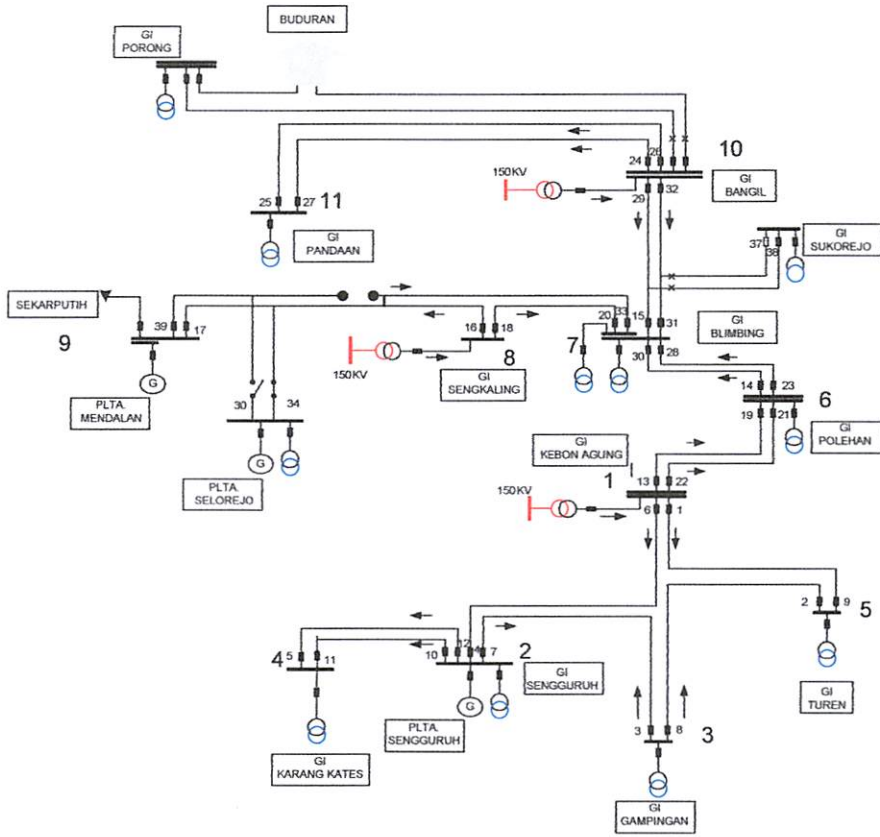 BUDURAN
GI
PORONG
24 26 10
150KV
GI
BANGIL
29 32
25 27 11
GI
PANDAAN
37 38
GI
SUKOREJO
SEKARPUTIH
9
39 17
16 18
20 33 15 31
GI
BLIMBING
7
30 28
8
150KV
GI
SENGKALING
G
PLTA.
MENDALAN
14 23
6
19 21
GI
POLEHAN
30 34
G
PLTA.
SELOREJO
GI
KEBON AGUNG
1
13 22
150KV
6 1
2 9
5
GI
TUREN
4
5 11
10 12 4 7
2
GI
SENGGURUH
G
PLTA.
SENGGURUH
GI
KARANG KATES
3 8
3
GI
GAMPINGAN